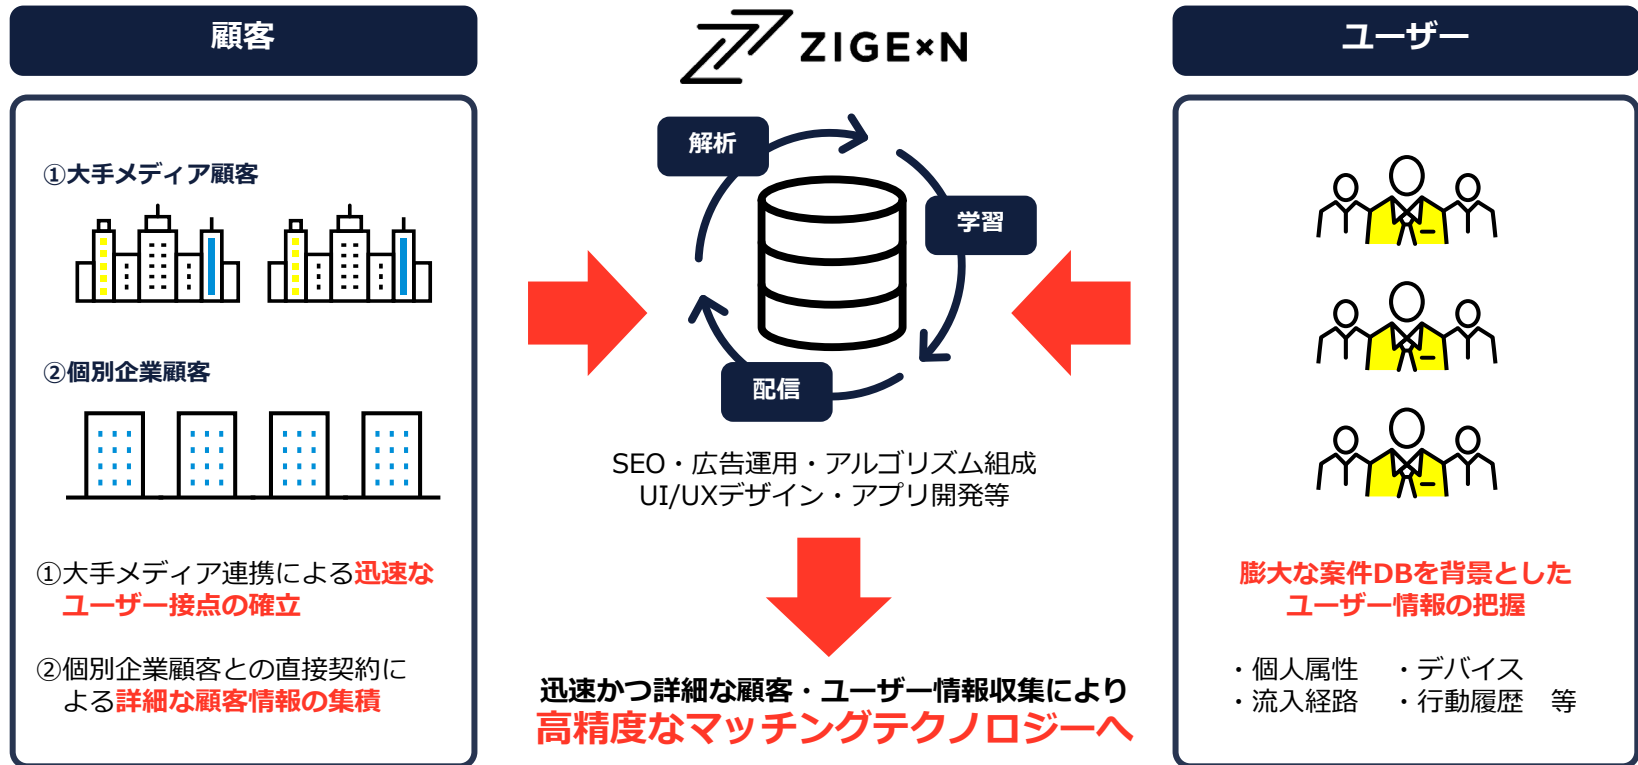 顧客
①大手メディア顧客
②個別企業顧客
①大手メディア連携による迅速な
ユーザー接点の確立
②個別企業顧客との直接契約に
よる詳細な顧客情報の集積
ZIGE×N
解析
学習
配信
SEO・広告運用・アルゴリズム組成
UI/UXデザイン・アプリ開発等
迅速かつ詳細な顧客・ユーザー情報収集により
高精度なマッチングテクノロジーへ
ユーザー
膨大な案件DBを背景とした
ユーザー情報の把握
・個人属性　・デバイス
・流入経路　・行動履歴　等